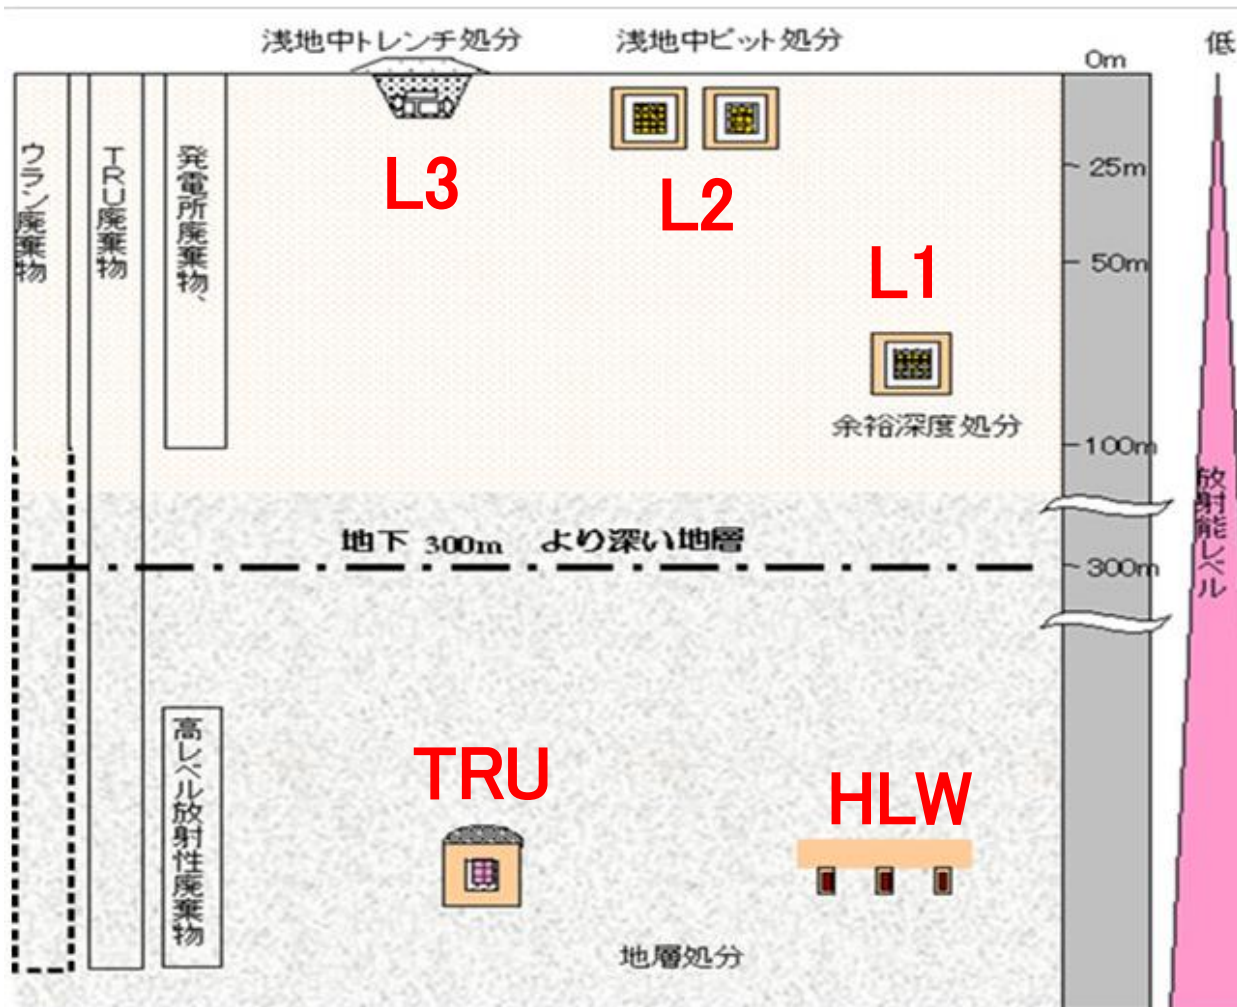 浅地中トレンチ処分
浅地中ピット処分
低
0m
ウラン廃棄物
TRU廃棄物
発電所廃棄物、
L3
L2
25m
50m
L1
余裕深度処分
100m
放射能レベル
地下 300m より深い地層
300m
高レベル放射性廃棄物
TRU
HLW
地層処分